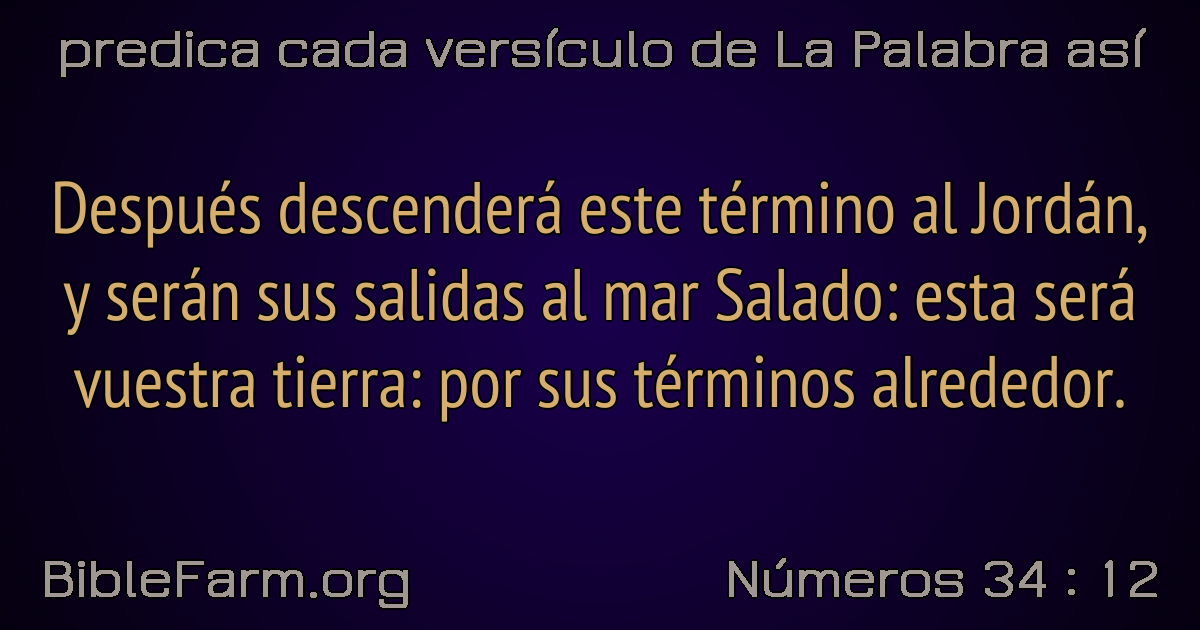 predica cada versículo de La Palabra así
Después descenderá este término al Jordán,
y serán sus salidas al mar Salado: esta será
vuestra tierra: por sus términos alrededor.
BibleFarm.org
Números 34 : 12